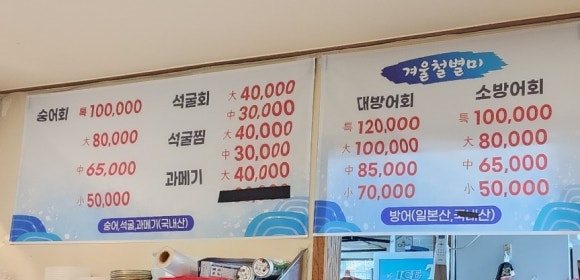 숭어회 특 100,000
大 80,000
中 65,000
小 50,000
석굴회 大 40,000
中 30,000
석굴찜 大 40,000
中 30,000
과메기 大 40,000
숭어,석굴,과메기(국내산)
겨울철별미
대방어회
특 120,000
大 100,000
中 85,000
小 70,000
소방어회
특 100,000
大 80,000
中 65,000
小 50,000
방어(일본산,국내산)